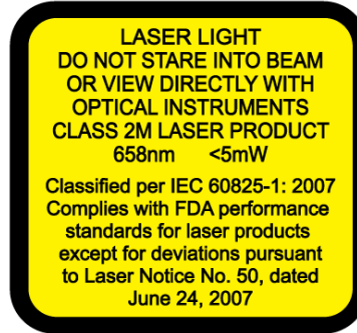 LASER LIGHT
DO NOT STARE INTO BEAM
OR VIEW DIRECTLY WITH
OPTICAL INSTRUMENTS
CLASS 2M LASER PRODUCT
658nm <5mW
Classified per IEC 60825-1: 2007
Complies with FDA performance
standards for laser products
except for deviations pursuant
to Laser Notice No. 50, dated
June 24, 2007